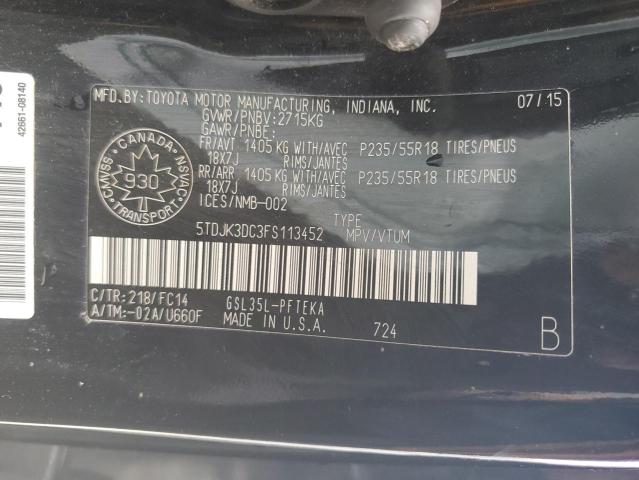 MFD.BY:TOYOTA MOTOR MANUFACTURING, INDIANA, INC. 07/15
GVWR/PNBV:2715KG
GAWR/PNBE:
FR/AVT 1405 KG WITH/AVEC P235/55R18 TIRES/PNEUS
18X7J RIMS/JANTES
RR/ARR 1405 KG WITH/AVEC P235/55R18 TIRES/PNEUS
18X7J RIMS/JANTES
ICES/NMB-002
CANADA
CMVSS NSVAC
930
TRANSPORT
TYPE
5TDJK3DC3FS113452 MPV/VTUM
C/TR:218/FC14 GSL35L-PFTEKA
A/TM:-02A/U660F MADE IN U.S.A. 724
B
42661-08140